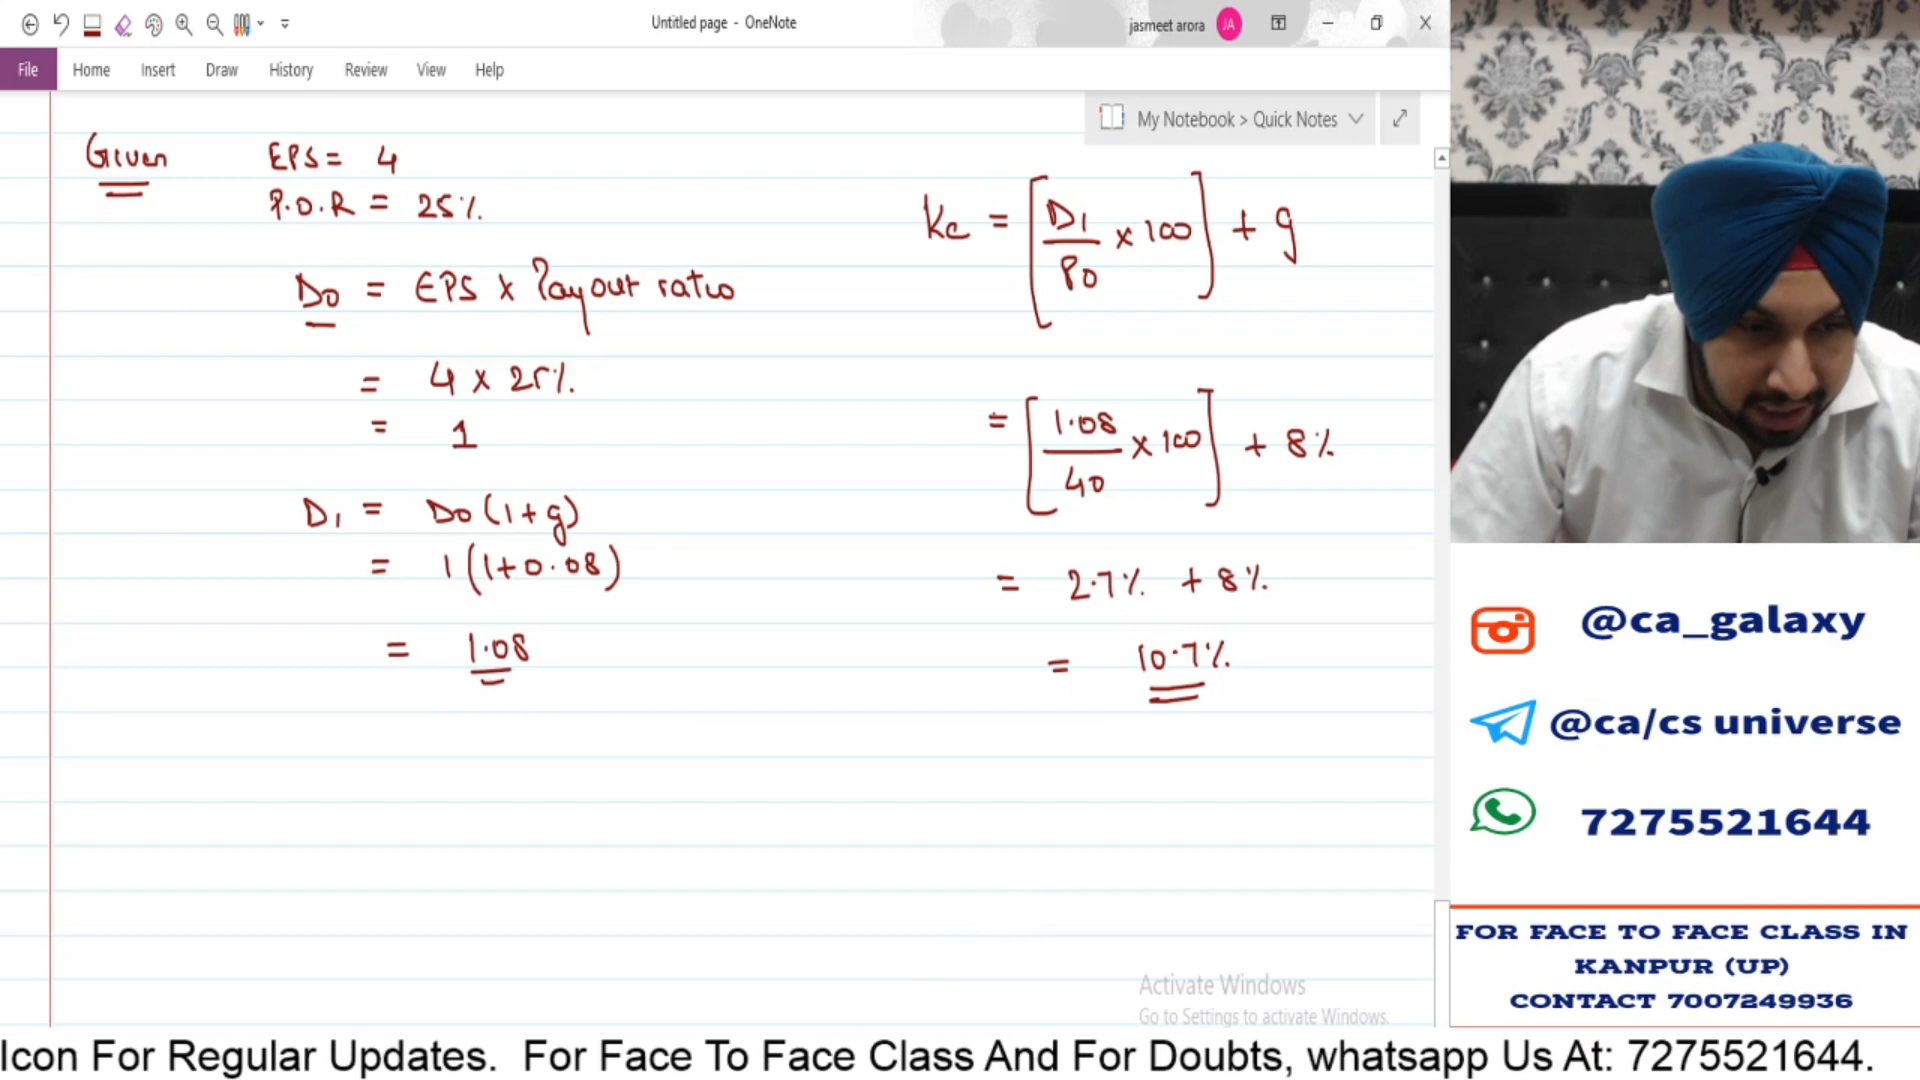 Untitled page - OneNote
jasmeet arora
JA
File Home Insert Draw History Review View Help
My Notebook > Quick Notes
Given EPS = 4
P.O.R = 25%
D0 = EPS x Payout ratio
= 4 x 25%
= 1
D1 = D0 (1+g)
= 1 (1+0.08)
= 1.08
Ke = [D1/P0 x 100] + g
= [1.08/40 x 100] + 8%
= 2.7% + 8%
= 10.7%
@ca_galaxy
@ca/cs universe
7275521644
FOR FACE TO FACE CLASS IN
KANPUR (UP)
CONTACT 7007249936
Activate Windows
Go to Settings to activate Windows.
Icon For Regular Updates. For Face To Face Class And For Doubts, whatsapp Us At: 7275521644.